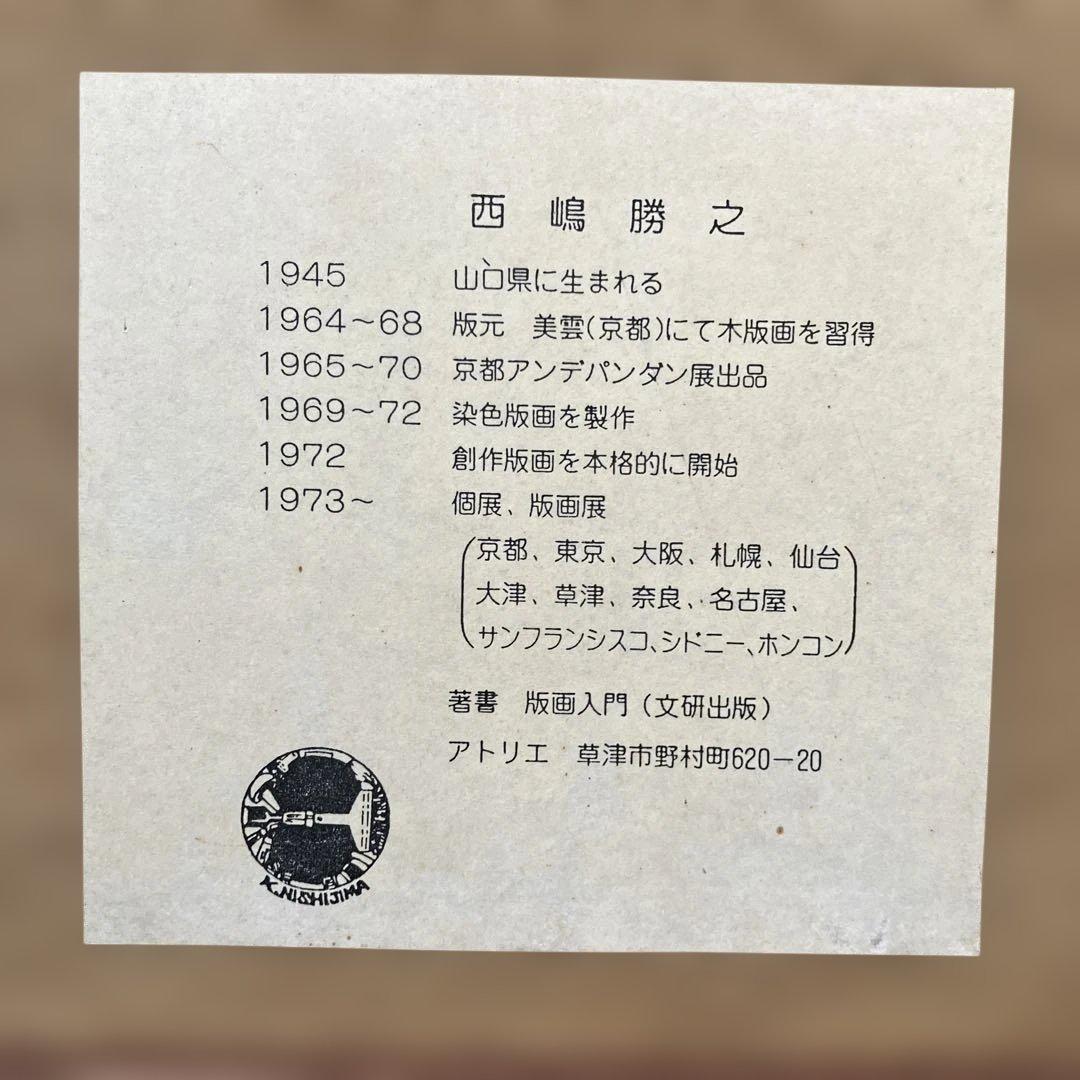 西嶋勝之
1945 山口県に生まれる
1964～68 版元 美雲(京都)にて木版画を習得
1965～70 京都アンデパンダン展出品
1969～72 染色版画を製作
1972 創作版画を本格的に開始
1973～ 個展、版画展
(京都、東京、大阪、札幌、仙台
大津、草津、奈良、名古屋、
サンフランシスコ、シドニー、ホンコン)
著書 版画入門(文研出版)
アトリエ 草津市野村町620－20
K.NISHIJIMA